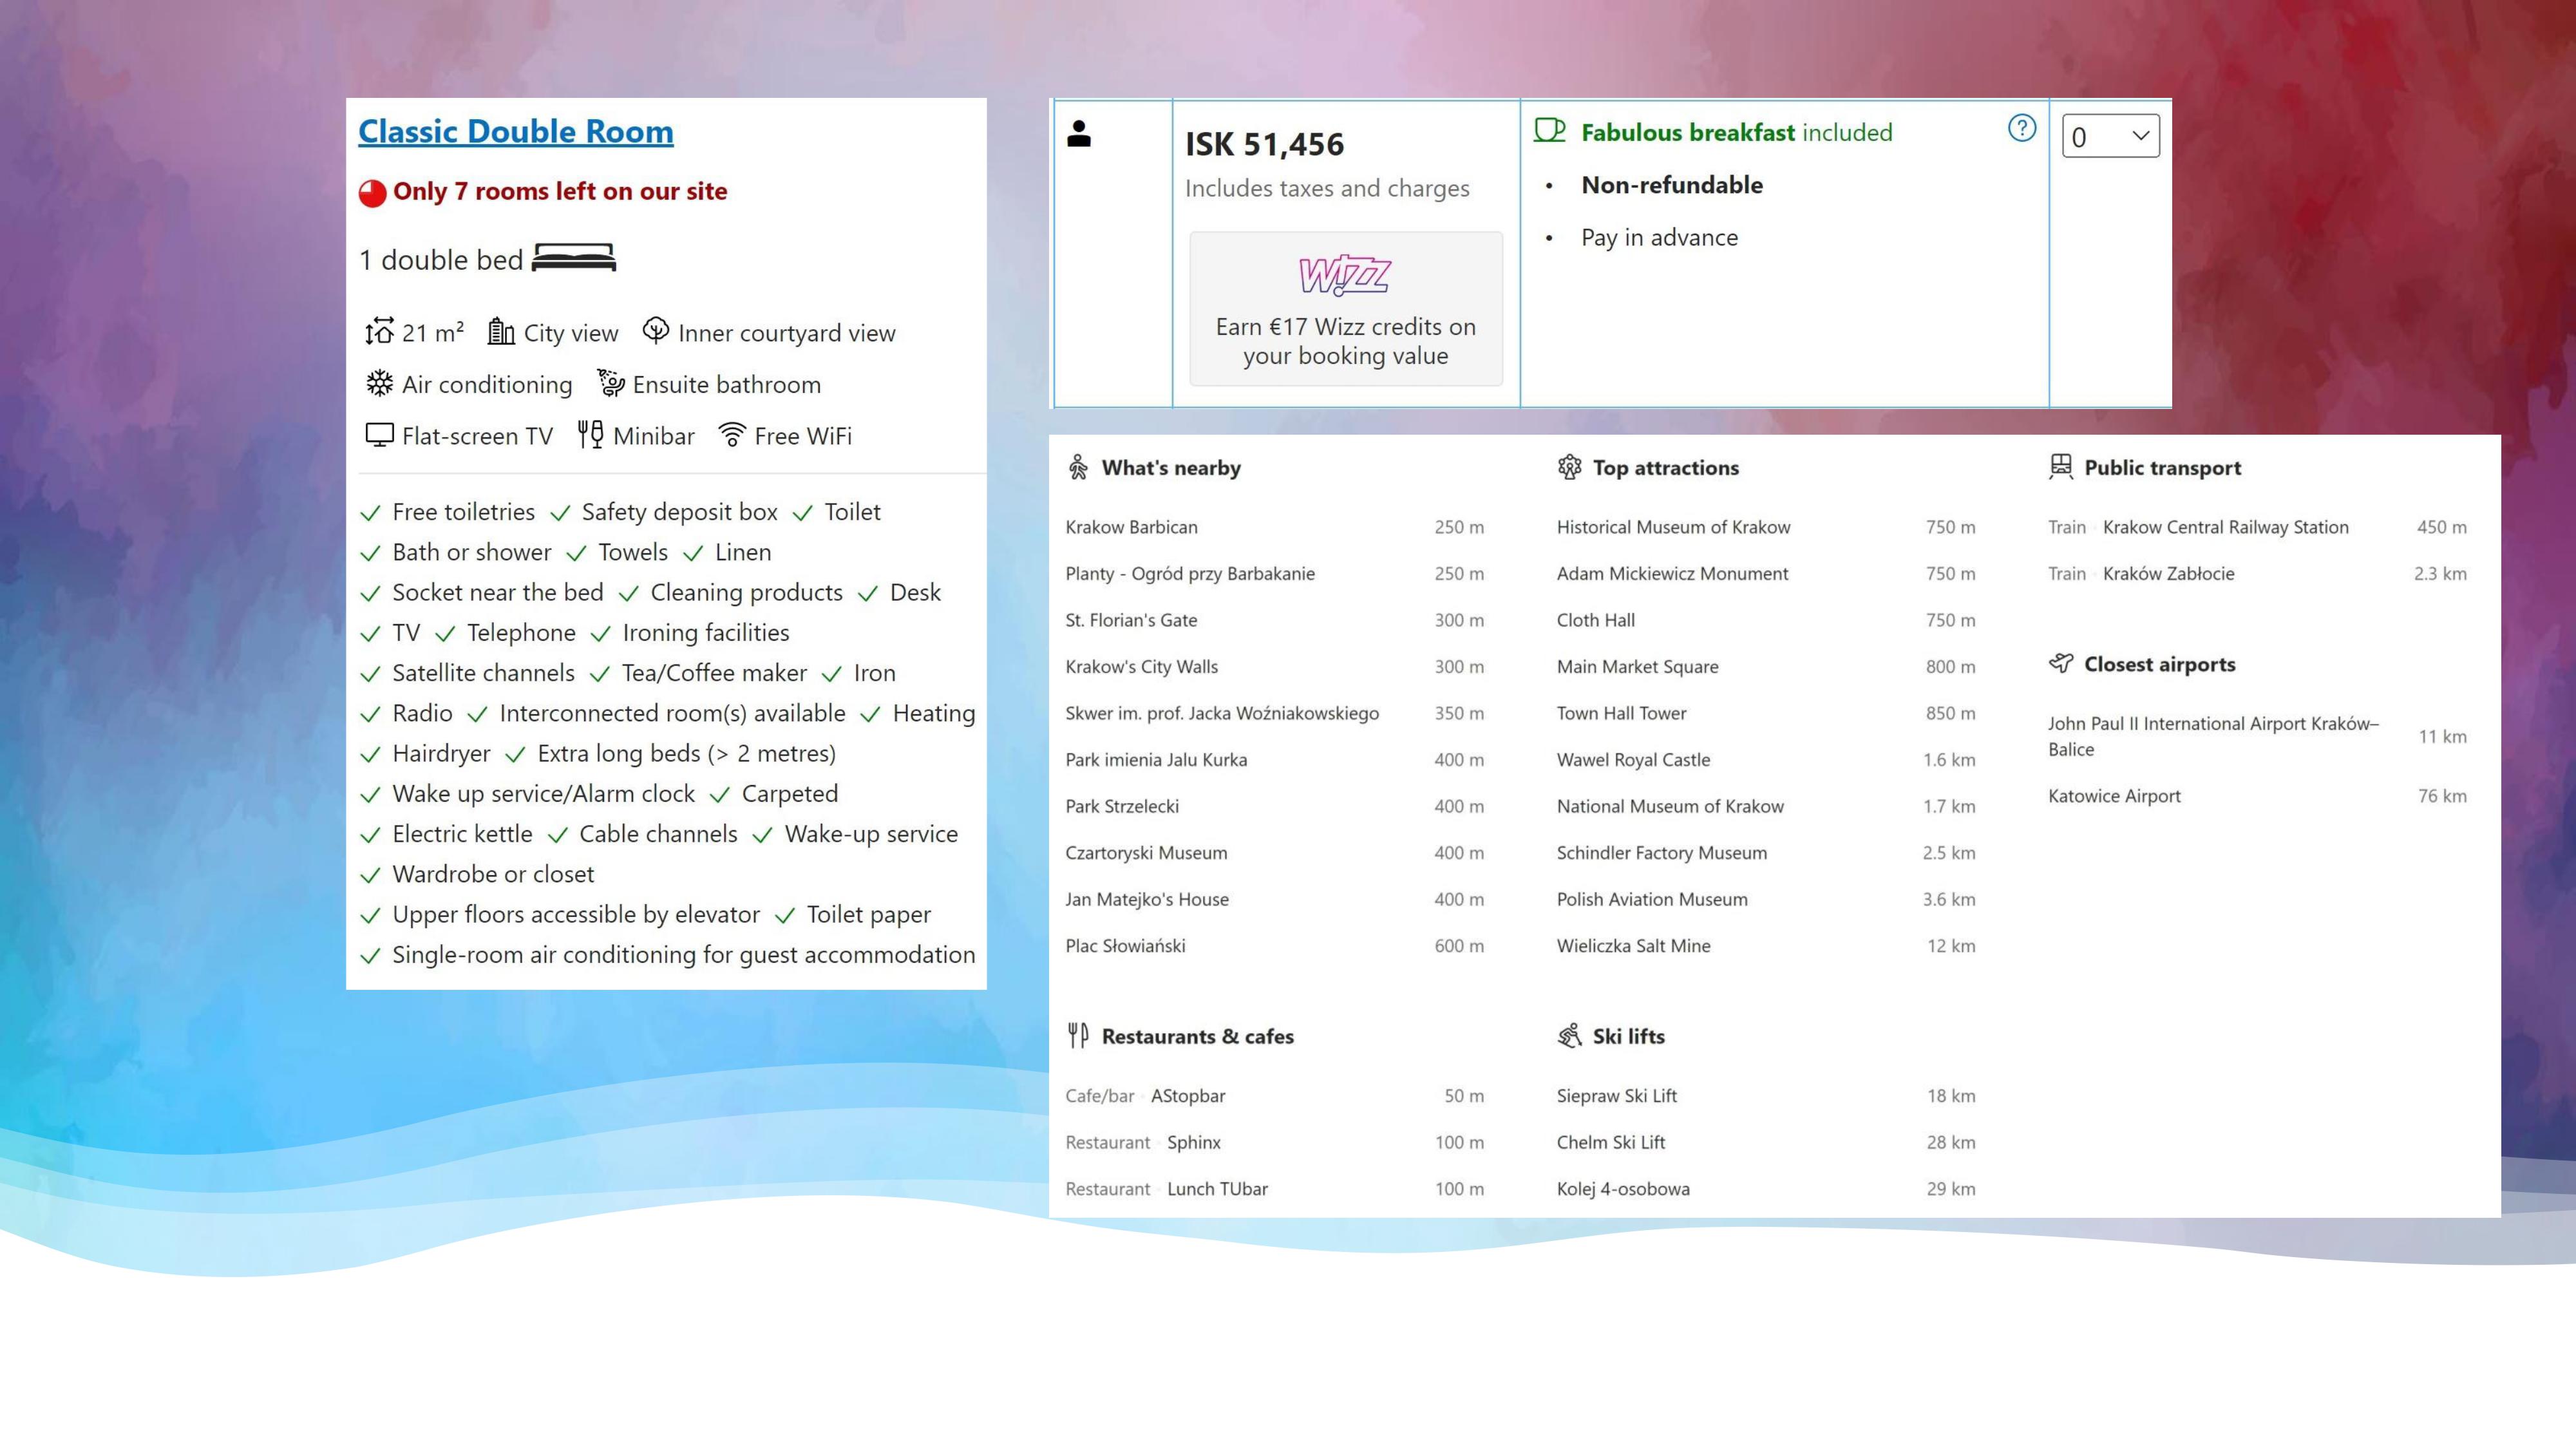 Classic Double Room
Only 7 rooms left on our site
1 double bed
21 m² City view Inner courtyard view
Air conditioning Ensuite bathroom
Flat-screen TV Minibar Free WiFi
Free toiletries Safety deposit box Toilet
Bath or shower Towels Linen
Socket near the bed Cleaning products Desk
TV Telephone Ironing facilities
Satellite channels Tea/Coffee maker Iron
Radio Interconnected room(s) available Heating
Hairdryer Extra long beds (> 2 metres)
Wake up service/Alarm clock Carpeted
Electric kettle Cable channels Wake-up service
Wardrobe or closet
Upper floors accessible by elevator Toilet paper
Single-room air conditioning for guest accommodation
ISK 51,456
Includes taxes and charges
WIZZ
Earn €17 Wizz credits on
your booking value
Fabulous breakfast included
• Non-refundable
• Pay in advance
?
0
What's nearby
Krakow Barbican 250 m
Planty - Ogród przy Barbakanie 250 m
St. Florian's Gate 300 m
Krakow's City Walls 300 m
Skwer im. prof. Jacka Woźniakowskiego 350 m
Park imienia Jalu Kurka 400 m
Park Strzelecki 400 m
Czartoryski Museum 400 m
Jan Matejko's House 400 m
Plac Słowiański 600 m
Top attractions
Historical Museum of Krakow 750 m
Adam Mickiewicz Monument 750 m
Cloth Hall 750 m
Main Market Square 800 m
Town Hall Tower 850 m
Wawel Royal Castle 1.6 km
National Museum of Krakow 1.7 km
Schindler Factory Museum 2.5 km
Polish Aviation Museum 3.6 km
Wieliczka Salt Mine 12 km
Public transport
Train · Krakow Central Railway Station 450 m
Train · Kraków Zabłocie 2.3 km
Closest airports
John Paul II International Airport Kraków–
Balice 11 km
Katowice Airport 76 km
Restaurants & cafes
Cafe/bar · AStopbar 50 m
Restaurant · Sphinx 100 m
Restaurant · Lunch TUbar 100 m
Ski lifts
Siepraw Ski Lift 18 km
Chelm Ski Lift 28 km
Kolej 4-osobowa 29 km